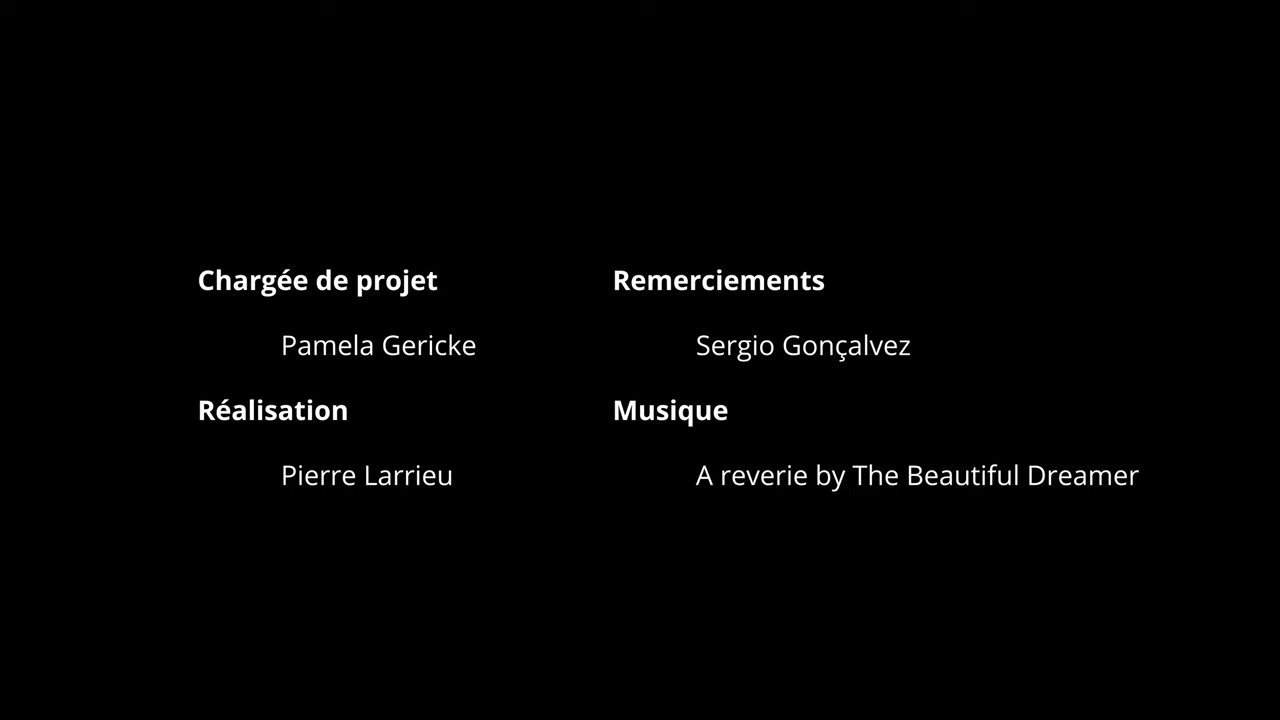 Chargée de projet
Pamela Gericke
Réalisation
Pierre Larrieu
Remerciements
Sergio Gonçalvez
Musique
A reverie by The Beautiful Dreamer